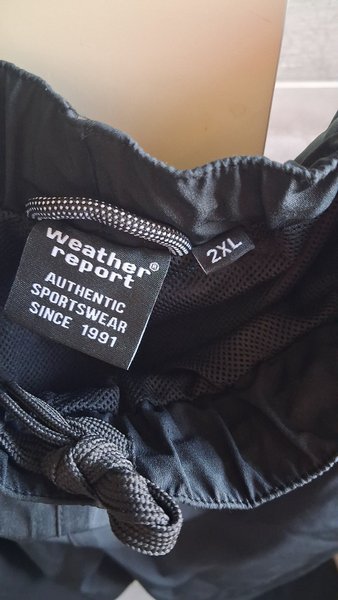 weather
report®
AUTHENTIC
SPORTSWEAR
SINCE 1991
2XL